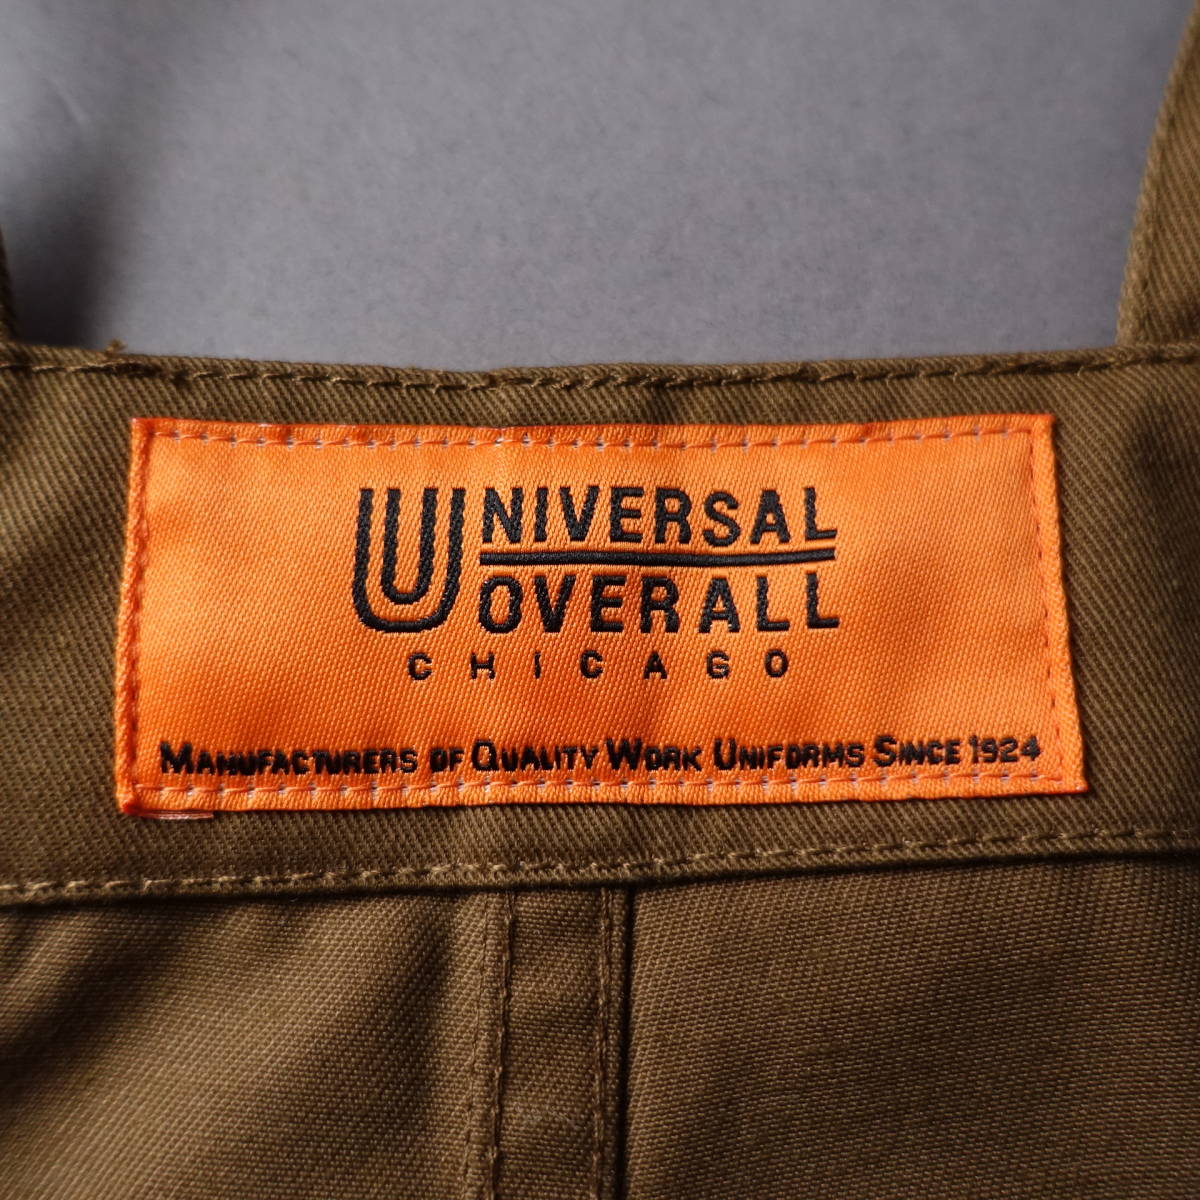 UNIVERSAL
OVERALL
CHICAGO
MANUFACTURERS OF QUALITY WORK UNIFORMS SINCE 1924